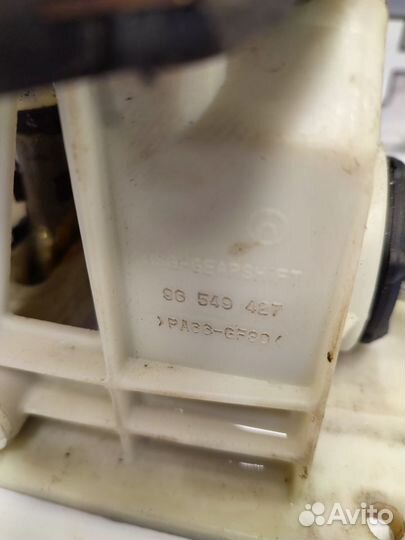 GEARSHIFT
96 549 427
>PA66-GF30<
Avito